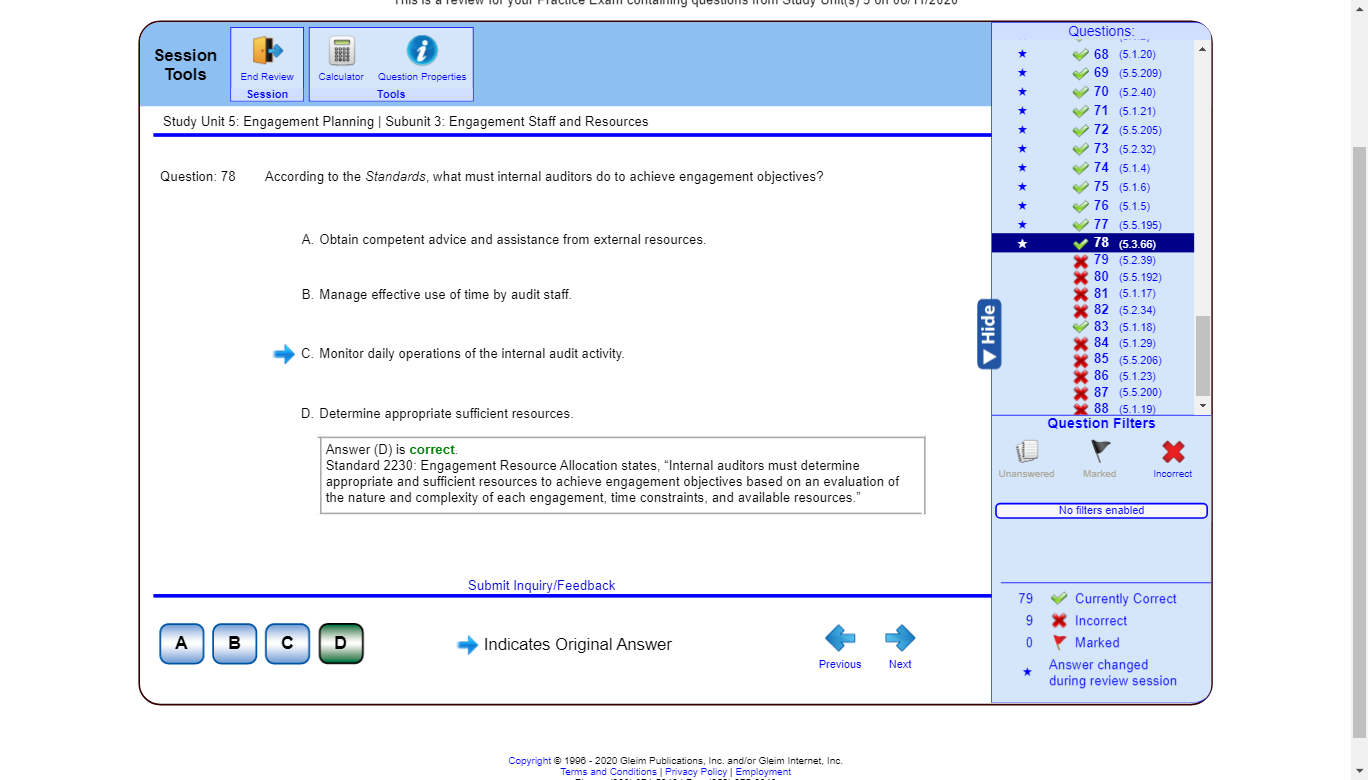 This is a review for your Practice Exam containing questions from Study Unit(s) 5 on 06/11/2020
Session
Tools
End Review
Session
Calculator
Question Properties
Tools
Study Unit 5: Engagement Planning | Subunit 3: Engagement Staff and Resources
Question: 78
According to the Standards, what must internal auditors do to achieve engagement objectives?
A. Obtain competent advice and assistance from external resources.
B. Manage effective use of time by audit staff.
C. Monitor daily operations of the internal audit activity.
D. Determine appropriate sufficient resources.
Answer (D) is correct.
Standard 2230: Engagement Resource Allocation states, “Internal auditors must determine
appropriate and sufficient resources to achieve engagement objectives based on an evaluation of
the nature and complexity of each engagement, time constraints, and available resources.”
Submit Inquiry/Feedback
A
B
C
D
Indicates Original Answer
Previous
Next
Hide
Questions:
68 (5.1.20)
69 (5.5.209)
70 (5.2.40)
71 (5.1.21)
72 (5.5.205)
73 (5.2.32)
74 (5.1.4)
75 (5.1.6)
76 (5.1.5)
77 (5.5.195)
78 (5.3.66)
79 (5.2.39)
80 (5.5.192)
81 (5.1.17)
82 (5.2.34)
83 (5.1.18)
84 (5.1.29)
85 (5.5.206)
86 (5.1.23)
87 (5.5.200)
88 (5.1.19)
Question Filters
Unanswered
Marked
Incorrect
No filters enabled
79 Currently Correct
9 Incorrect
0 Marked
Answer changed
during review session
Copyright © 1996 - 2020 Gleim Publications, Inc. and/or Gleim Internet, Inc.
Terms and Conditions | Privacy Policy | Employment